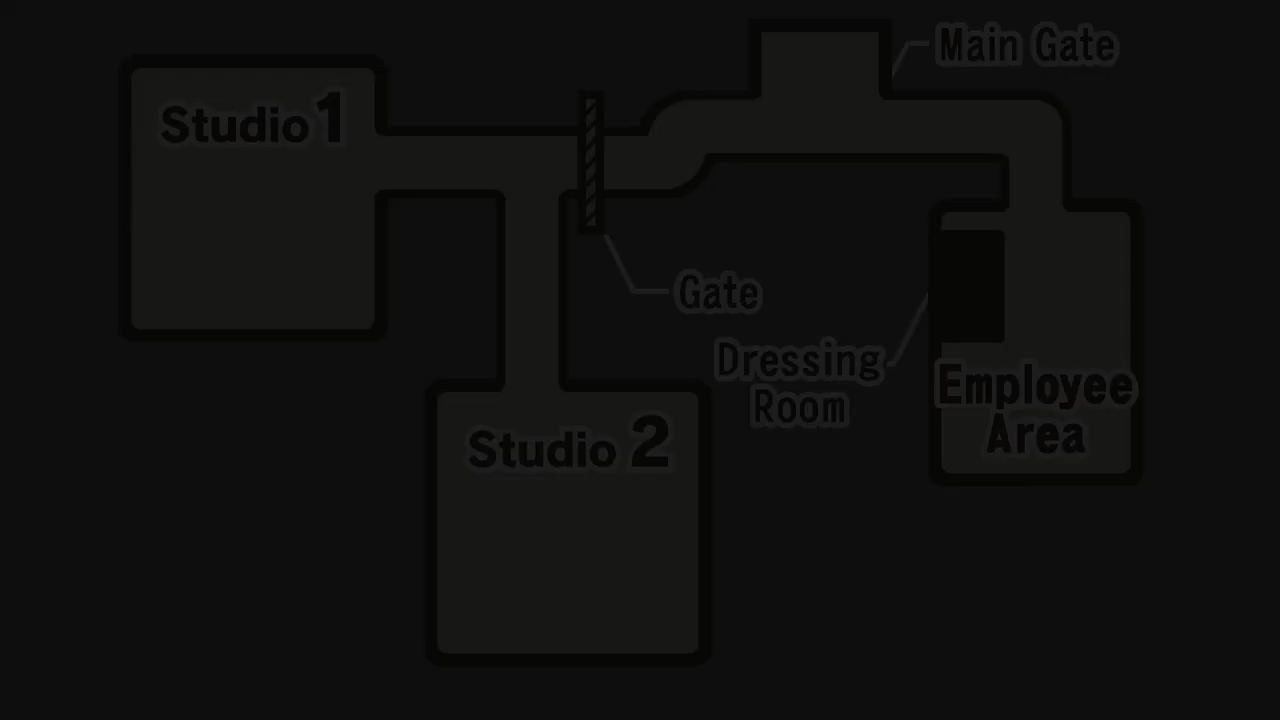 Main Gate
Studio 1
Gate
Dressing
Room
Employee
Area
Studio 2